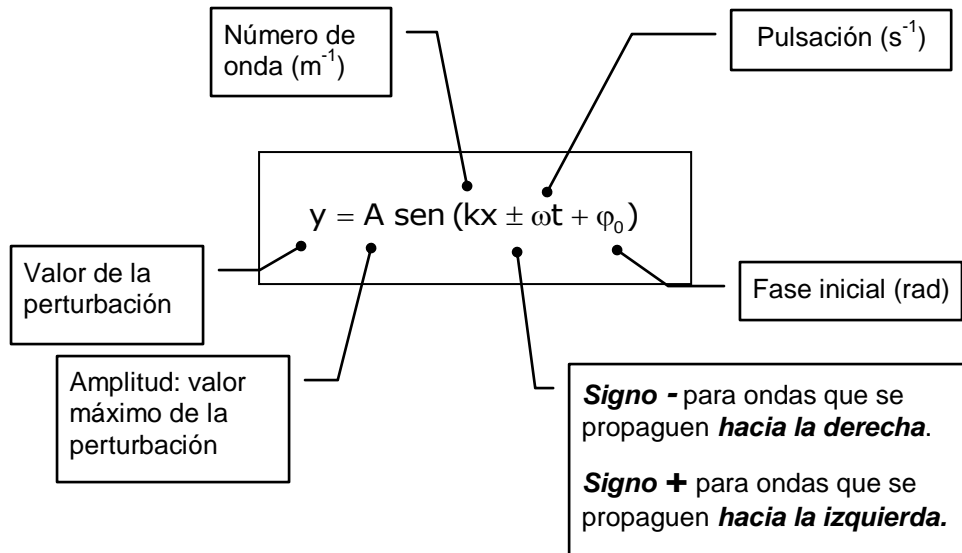 Número de
onda (m⁻¹)
Pulsación (s⁻¹)
y = A sen (kx ± ωt + φ₀)
Valor de la
perturbación
Fase inicial (rad)
Amplitud: valor
máximo de la
perturbación
Signo - para ondas que se
propaguen hacia la derecha.
Signo + para ondas que se
propaguen hacia la izquierda.